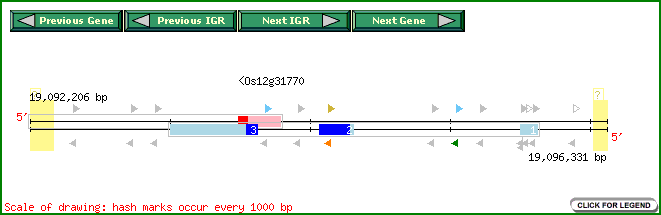 Previous Gene Previous IGR Next IGR Next Gene
<Os12g31770
19,092,206 bp
?
5'
3 2 1
5'
19,096,331 bp
Scale of drawing: hash marks occur every 1000 bp
CLICK FOR LEGEND